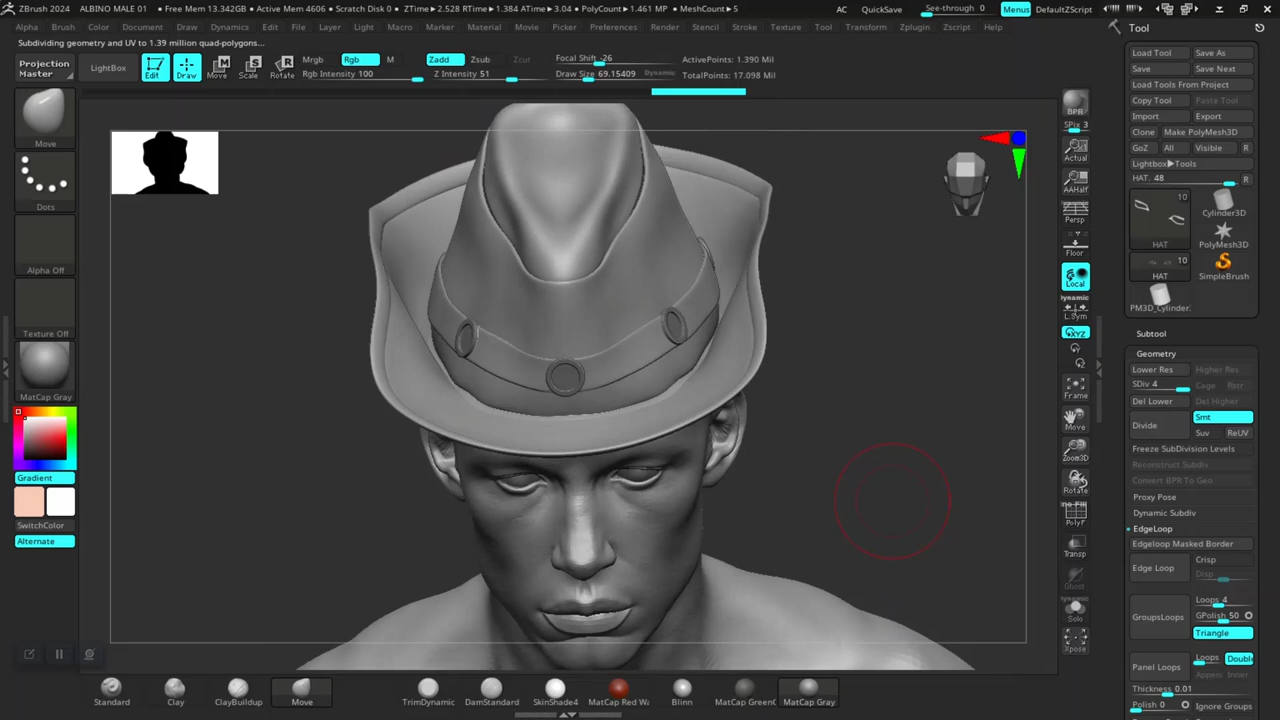 ZBrush 2024 ALBINO MALE 01 • Free Mem 13.342GB • Active Mem 4606 • Scratch Disk 0 • ZTime▸2.528 RTime▸1.384 ATime▸3.04 • PolyCount▸1.461 MP • MeshCount▸5 AC QuickSave See-through 0 Menus DefaultZScript
Alpha Brush Color Document Draw Dynamics Edit File Layer Light Macro Marker Material Movie Picker Preferences Render Stencil Stroke Texture Tool Transform Zplugin Zscript Help
Subdividing geometry and UV to 1.39 million quad-polygons...
Projection Master
LightBox
Edit
Draw
Move
Scale
Rotate
Mrgb Rgb M
Rgb Intensity 100
Zadd Zsub Zcut
Z Intensity 51
Focal Shift -26
Draw Size 69.15409 Dynamic
ActivePoints: 1.390 Mil
TotalPoints: 17.098 Mil
Move
Dots
Alpha Off
Texture Off
MatCap Gray
Gradient
SwitchColor
Alternate
BPR
SPix 3
Actual
AAHalf
Persp
Floor
Local
Dynamic
L.Sym
XYZ
Frame
Move
Zoom3D
Rotate
PolyF
Transp
Ghost
Dynamic
Solo
Xpose
Tool
Load Tool Save As
Save Save Next
Load Tools From Project
Copy Tool Paste Tool
Import Export
Clone Make PolyMesh3D
GoZ All Visible R
Lightbox▸Tools
HAT. 48 R
10
HAT
Cylinder3D
PolyMesh3D
10
HAT
SimpleBrush
PM3D_Cylinder.
Subtool
Geometry
Lower Res Higher Res
SDiv 4 Cage Rstr
Del Lower Del Higher
Divide
Smt
Suv ReUV
Freeze SubDivision Levels
Reconstruct Subdiv
Convert BPR To Geo
Proxy Pose
Dynamic Subdiv
EdgeLoop
Edgeloop Masked Border
Edge Loop
Crisp
Disp
GroupsLoops
Loops 4
GPolish 50
Triangle
Panel Loops
Loops Double
Append Inner
Thickness 0.01
Polish 0 Ignore Groups
Standard Clay ClayBuildup Move TrimDynamic DamStandard SkinShade4 MatCap Red Wa Blinn MatCap GreenC MatCap Gray